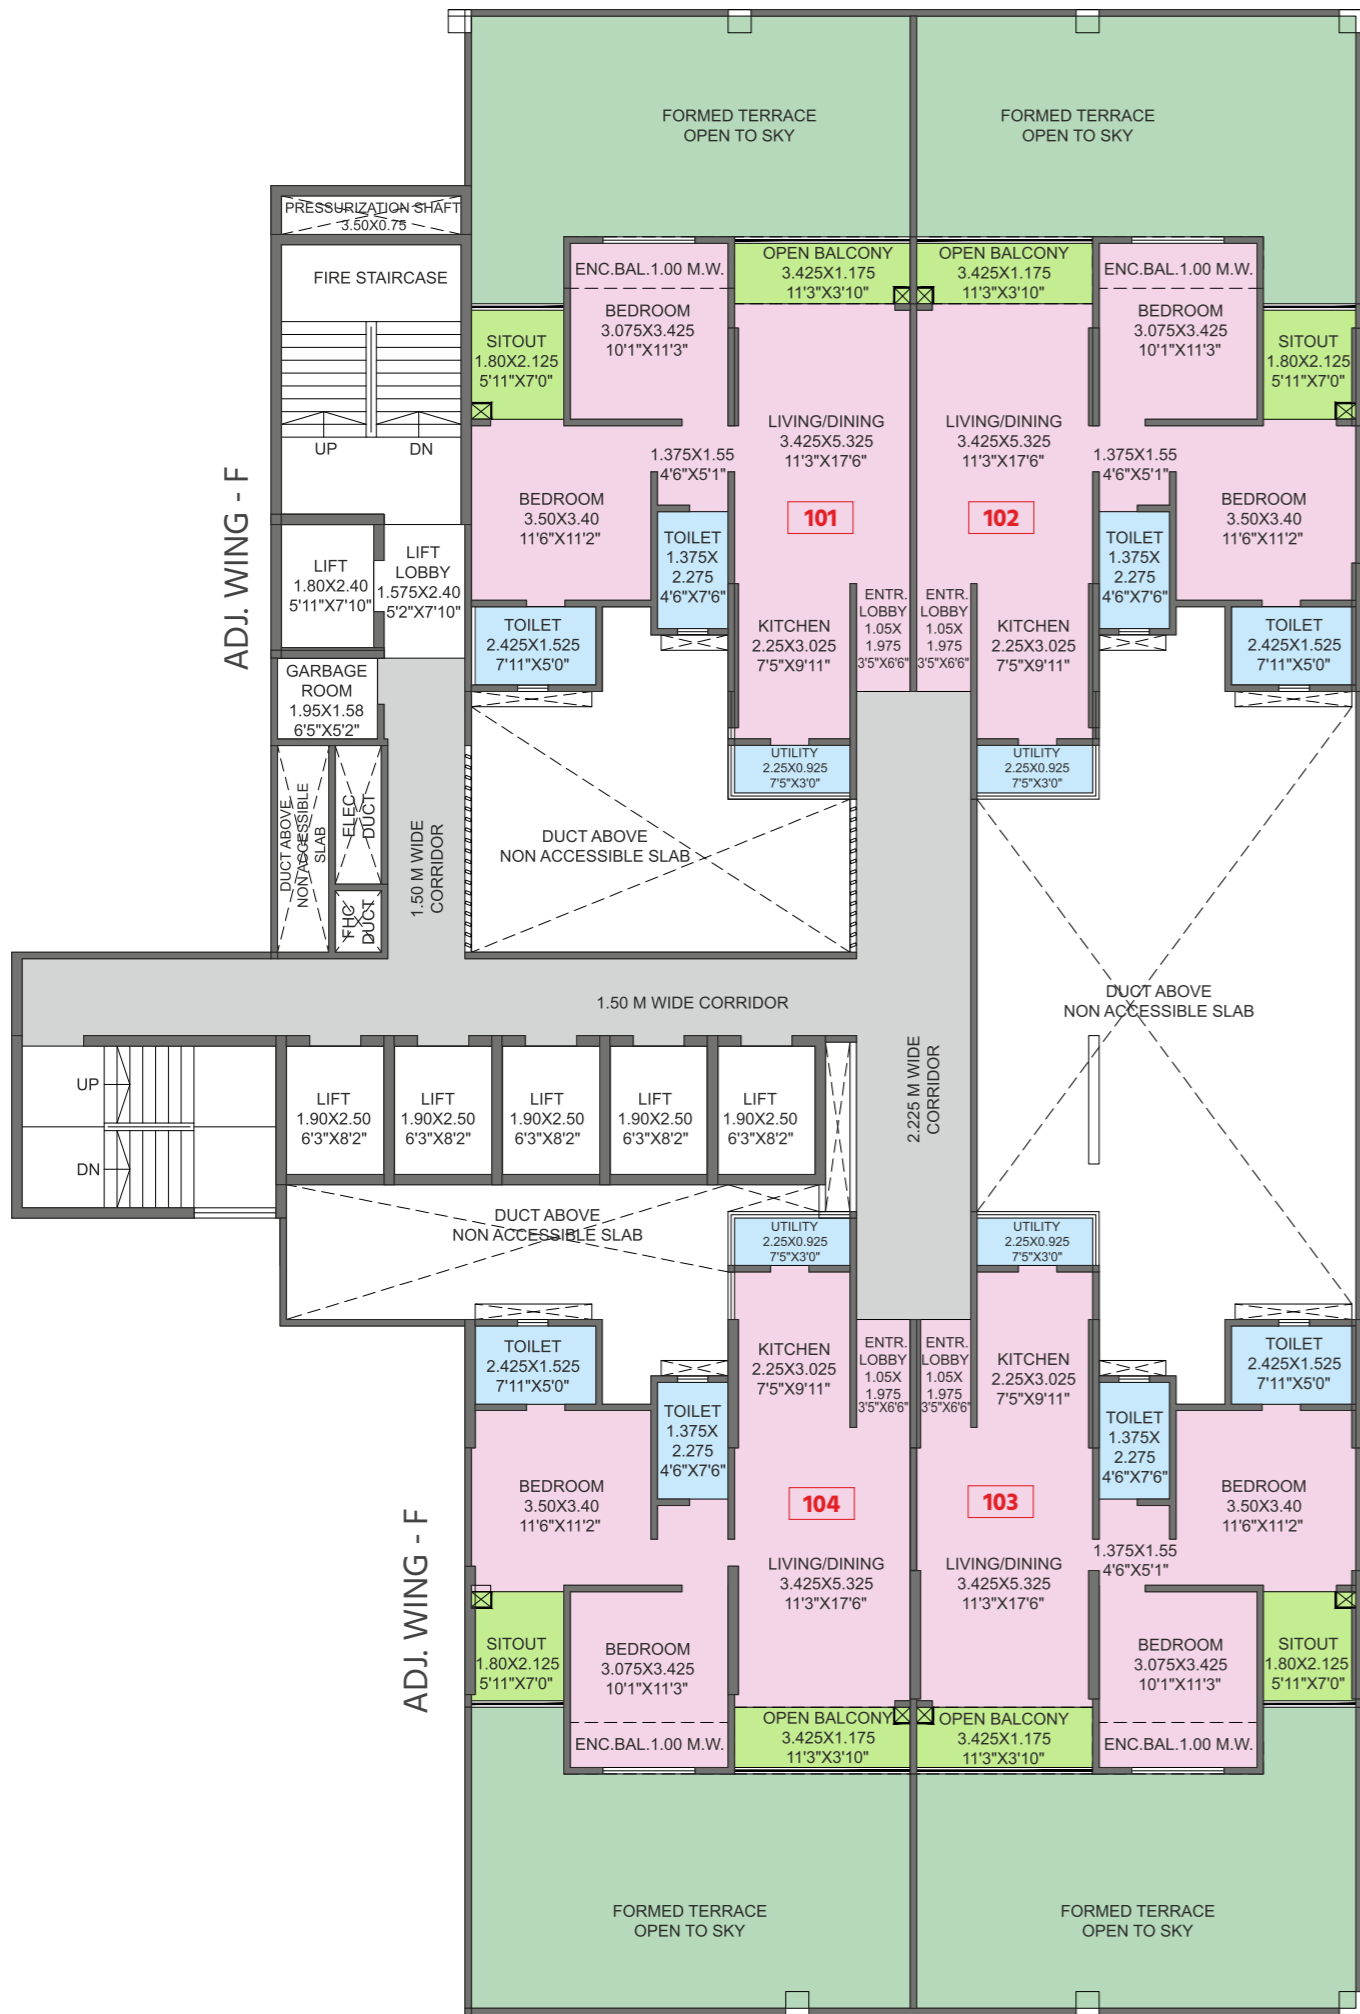 FORMED TERRACE
OPEN TO SKY
FORMED TERRACE
OPEN TO SKY
PRESSURIZATION SHAFT
3.50X0.75
FIRE STAIRCASE
UP
DN
ADJ. WING - F
ENC.BAL.1.00 M.W.
BEDROOM
3.075X3.425
10'1"X11'3"
OPEN BALCONY
3.425X1.175
11'3"X3'10"
OPEN BALCONY
3.425X1.175
11'3"X3'10"
ENC.BAL.1.00 M.W.
BEDROOM
3.075X3.425
10'1"X11'3"
SITOUT
1.80X2.125
5'11"X7'0"
SITOUT
1.80X2.125
5'11"X7'0"
LIVING/DINING
3.425X5.325
11'3"X17'6"
LIVING/DINING
3.425X5.325
11'3"X17'6"
1.375X1.55
4'6"X5'1"
1.375X1.55
4'6"X5'1"
BEDROOM
3.50X3.40
11'6"X11'2"
101
102
BEDROOM
3.50X3.40
11'6"X11'2"
LIFT
1.80X2.40
5'11"X7'10"
LIFT
LOBBY
1.575X2.40
5'2"X7'10"
TOILET
1.375X
2.275
4'6"X7'6"
TOILET
1.375X
2.275
4'6"X7'6"
TOILET
2.425X1.525
7'11"X5'0"
KITCHEN
2.25X3.025
7'5"X9'11"
ENTR.
LOBBY
1.05X
1.975
3'5"X6'6"
ENTR.
LOBBY
1.05X
1.975
3'5"X6'6"
KITCHEN
2.25X3.025
7'5"X9'11"
TOILET
2.425X1.525
7'11"X5'0"
GARBAGE
ROOM
1.95X1.58
6'5"X5'2"
UTILITY
2.25X0.925
7'5"X3'0"
UTILITY
2.25X0.925
7'5"X3'0"
DUCT ABOVE
NON ACCESSIBLE
SLAB
ELEC
DUCT
FHC
DUCT
1.50 M WIDE
CORRIDOR
DUCT ABOVE
NON ACCESSIBLE SLAB
1.50 M WIDE CORRIDOR
DUCT ABOVE
NON ACCESSIBLE SLAB
2.225 M WIDE
CORRIDOR
UP
DN
LIFT
1.90X2.50
6'3"X8'2"
LIFT
1.90X2.50
6'3"X8'2"
LIFT
1.90X2.50
6'3"X8'2"
LIFT
1.90X2.50
6'3"X8'2"
LIFT
1.90X2.50
6'3"X8'2"
DUCT ABOVE
NON ACCESSIBLE SLAB
UTILITY
2.25X0.925
7'5"X3'0"
UTILITY
2.25X0.925
7'5"X3'0"
TOILET
2.425X1.525
7'11"X5'0"
KITCHEN
2.25X3.025
7'5"X9'11"
ENTR.
LOBBY
1.05X
1.975
3'5"X6'6"
ENTR.
LOBBY
1.05X
1.975
3'5"X6'6"
KITCHEN
2.25X3.025
7'5"X9'11"
TOILET
2.425X1.525
7'11"X5'0"
TOILET
1.375X
2.275
4'6"X7'6"
TOILET
1.375X
2.275
4'6"X7'6"
BEDROOM
3.50X3.40
11'6"X11'2"
104
103
BEDROOM
3.50X3.40
11'6"X11'2"
ADJ. WING - F
LIVING/DINING
3.425X5.325
11'3"X17'6"
LIVING/DINING
3.425X5.325
11'3"X17'6"
1.375X1.55
4'6"X5'1"
SITOUT
1.80X2.125
5'11"X7'0"
BEDROOM
3.075X3.425
10'1"X11'3"
BEDROOM
3.075X3.425
10'1"X11'3"
SITOUT
1.80X2.125
5'11"X7'0"
ENC.BAL.1.00 M.W.
OPEN BALCONY
3.425X1.175
11'3"X3'10"
OPEN BALCONY
3.425X1.175
11'3"X3'10"
ENC.BAL.1.00 M.W.
FORMED TERRACE
OPEN TO SKY
FORMED TERRACE
OPEN TO SKY